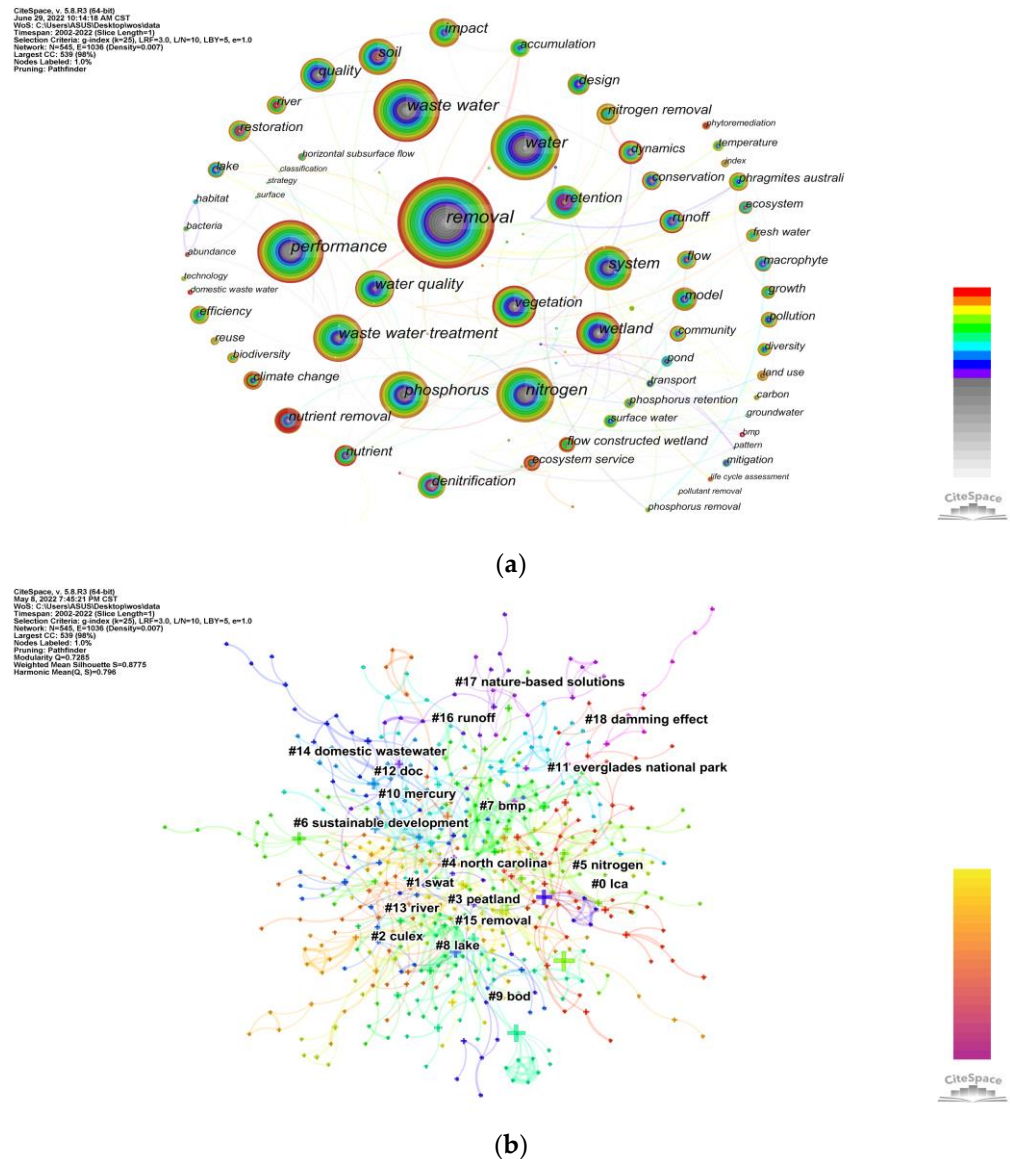 CiteSpace, v. 5.8.R3 (64-bit)
June 29, 2022 10:14:18 AM CST
WoS: C:\Users\ASUS\Desktop\wos\data
Timespan: 2002-2022 (Slice Length=1)
Selection Criteria: g-index (k=25), LRF=3.0, L/N=10, LBY=5, e=1.0
Network: N=545, E=1036 (Density=0.007)
Largest CC: 539 (98%)
Nodes Labeled: 1.0%
Pruning: Pathfinder
impact
accumulation
soil
quality
design
waste water
river
nitrogen removal
restoration
phytoremediation
water
dynamics
temperature
horizontal subsurface flow
index
lake
classification
conservation
phragmites australi
strategy
surface
habitat
retention
ecosystem
removal
runoff
bacteria
fresh water
performance
abundance
flow
macrophyte
system
technology
water quality
domestic waste water
growth
vegetation
model
efficiency
pollution
waste water treatment
wetland
community
reuse
diversity
biodiversity
pond
climate change
transport
land use
phosphorus
nitrogen
carbon
phosphorus retention
nutrient removal
surface water
groundwater
bmp
flow constructed wetland
pattern
nutrient
ecosystem service
mitigation
denitrification
life cycle assessment
pollutant removal
phosphorus removal
CiteSpace
(a)
CiteSpace, v. 5.8.R3 (64-bit)
May 8, 2022 7:45:21 PM CST
WoS: C:\Users\ASUS\Desktop\wos\data
Timespan: 2002-2022 (Slice Length=1)
Selection Criteria: g-index (k=25), LRF=3.0, L/N=10, LBY=5, e=1.0
Network: N=545, E=1036 (Density=0.007)
Largest CC: 539 (98%)
Nodes Labeled: 1.0%
Pruning: Pathfinder
Modularity Q=0.7285
Weighted Mean Silhouette S=0.8775
Harmonic Mean(Q, S)=0.796
#17 nature-based solutions
#16 runoff
#18 damming effect
#14 domestic wastewater
#12 doc
#11 everglades national park
#10 mercury
#7 bmp
#6 sustainable development
#4 north carolina
#5 nitrogen
#1 swat
#0 lca
#3 peatland
#13 river
#15 removal
#2 culex
#8 lake
#9 bod
CiteSpace
(b)